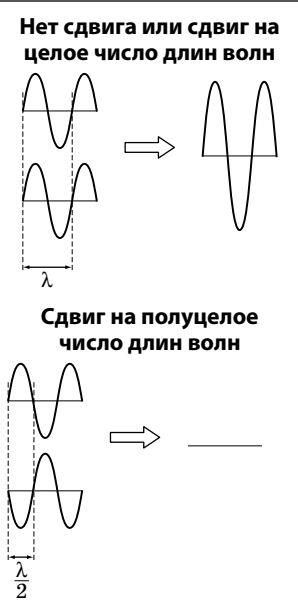 Нет сдвига или сдвиг на
целое число длин волн
λ
Сдвиг на полуцелое
число длин волн
λ
2